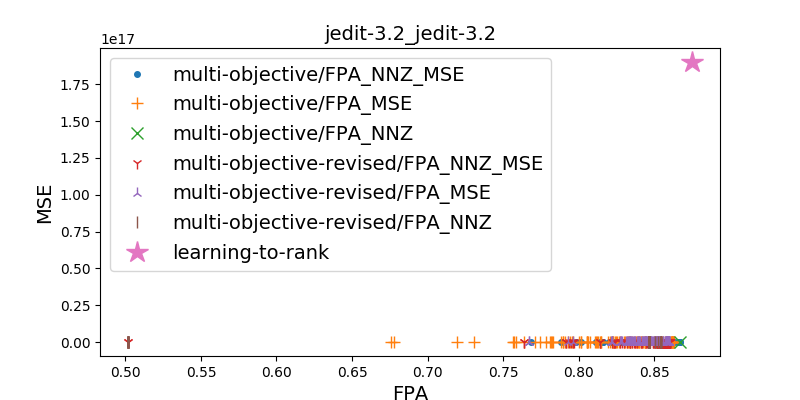 jedit-3.2_jedit-3.2
1e17
1.75
1.50
1.25
1.00
0.75
0.50
0.25
0.00
MSE
multi-objective/FPA_NNZ_MSE
multi-objective/FPA_MSE
multi-objective/FPA_NNZ
multi-objective-revised/FPA_NNZ_MSE
multi-objective-revised/FPA_MSE
multi-objective-revised/FPA_NNZ
learning-to-rank
0.50 0.55 0.60 0.65 0.70 0.75 0.80 0.85
FPA